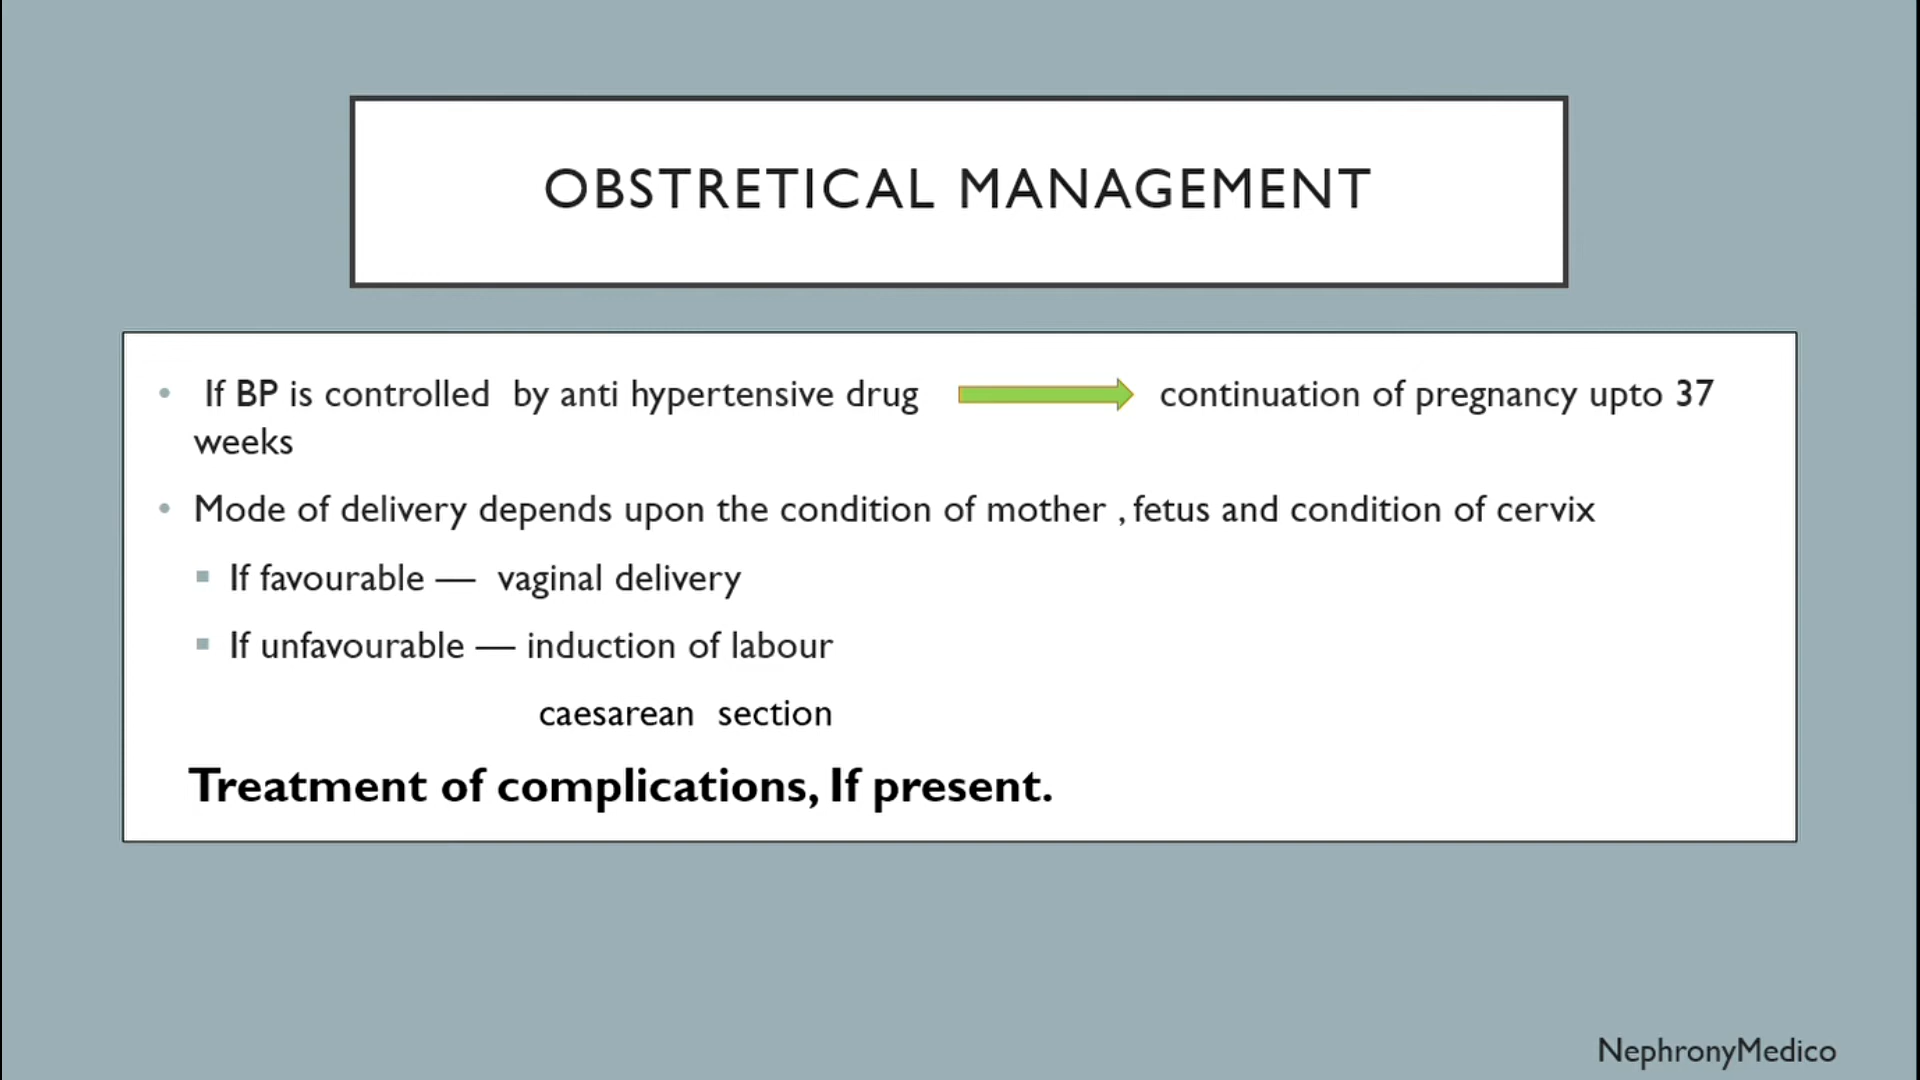 OBSTRETICAL MANAGEMENT
• If BP is controlled by anti hypertensive drug continuation of pregnancy upto 37
weeks
• Mode of delivery depends upon the condition of mother , fetus and condition of cervix
▪ If favourable — vaginal delivery
▪ If unfavourable — induction of labour
caesarean section
Treatment of complications, If present.
NephronyMedico